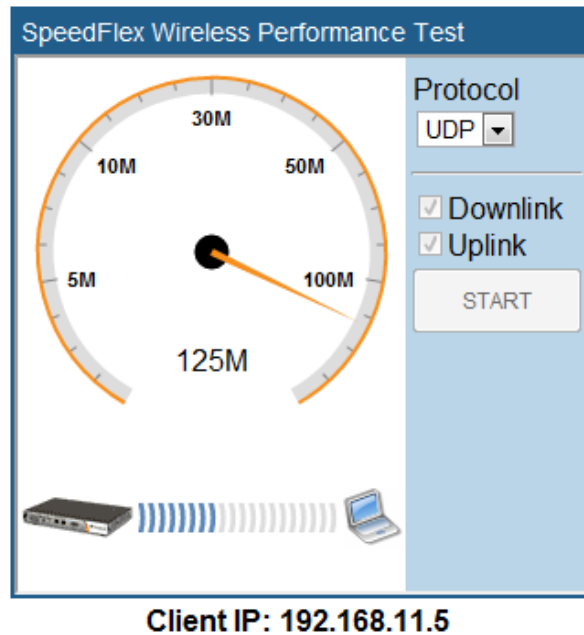 SpeedFlex Wireless Performance Test
Protocol
UDP
30M
10M
50M
Downlink
Uplink
5M
100M
START
125M
Client IP: 192.168.11.5